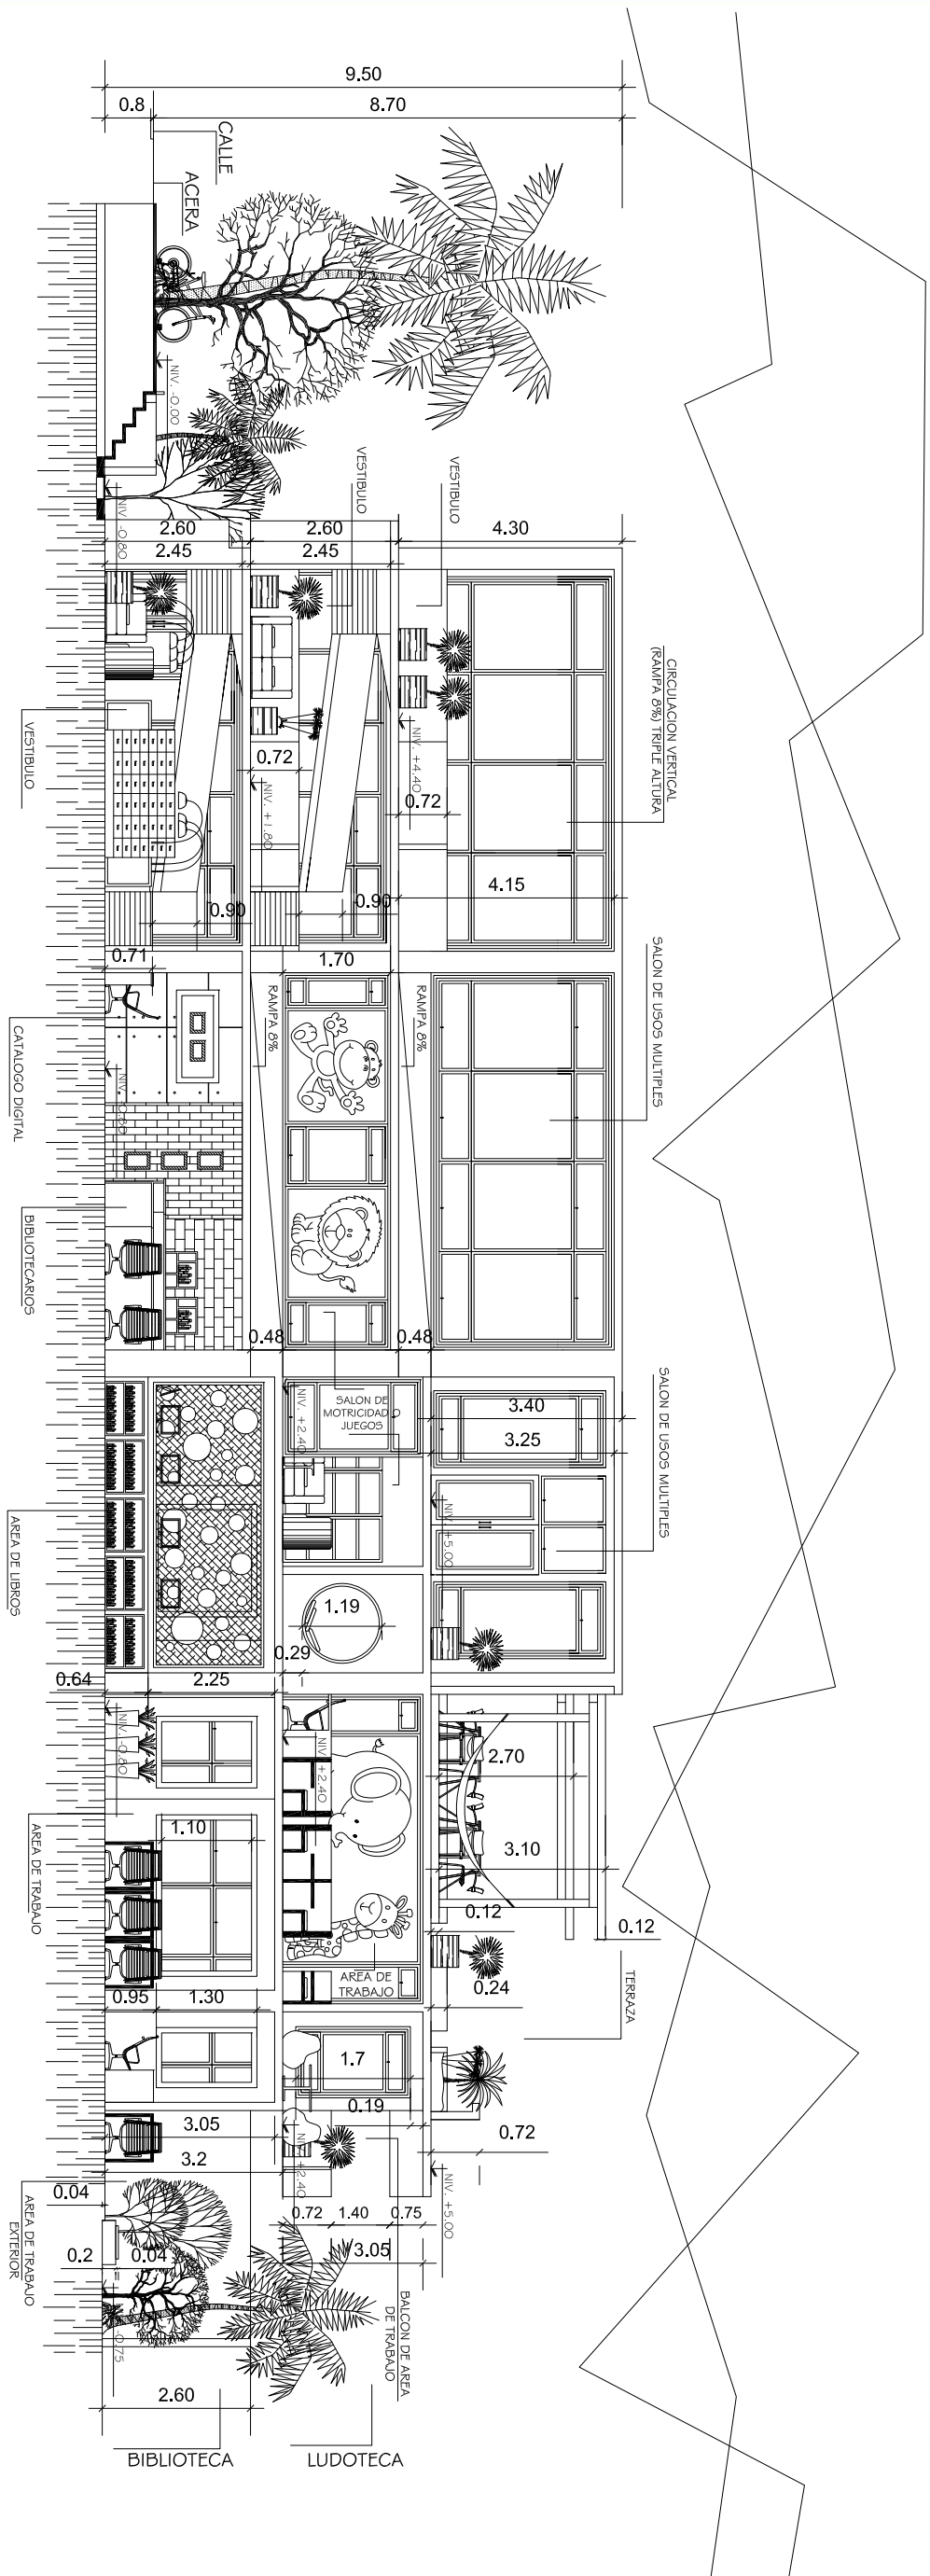 9.50
0.8
8.70
CALLE
ACERA
NIV. -0.00
NIV. -0.80
VESTIBULO
VESTIBULO
2.60
2.60
4.30
2.45
2.45
CIRCULACION VERTICAL
(RAMPA 8%) TRIPLE ALTURA
VESTIBULO
0.72
NIV. +1.80
NIV. +4.40
0.72
4.15
0.90
0.90
0.71
1.70
SALON DE USOS MULTIPLES
RAMPA 8%
RAMPA 8%
CATALOGO DIGITAL
NIV. -0.80
BIBLIOTECARIOS
0.48
0.48
SALON DE
MOTRICIDAD O
JUEGOS
NIV. +2.40
3.40
3.25
SALON DE USOS MULTIPLES
NIV. +5.00
AREA DE LIBROS
1.19
0.29
0.64
2.25
NIV. -0.80
NIV +2.40
2.70
AREA DE TRABAJO
1.10
3.10
0.12
0.12
AREA DE
TRABAJO
0.95
1.30
0.24
TERRAZA
1.7
0.19
3.05
0.72
3.2
NIV. +2.40
NIV. +5.00
AREA DE TRABAJO
EXTERIOR
0.04
0.72
1.40
0.75
0.2
0.04
3.05
-0.75
BALCON DE AREA
DE TRABAJO
2.60
BIBLIOTECA
LUDOTECA